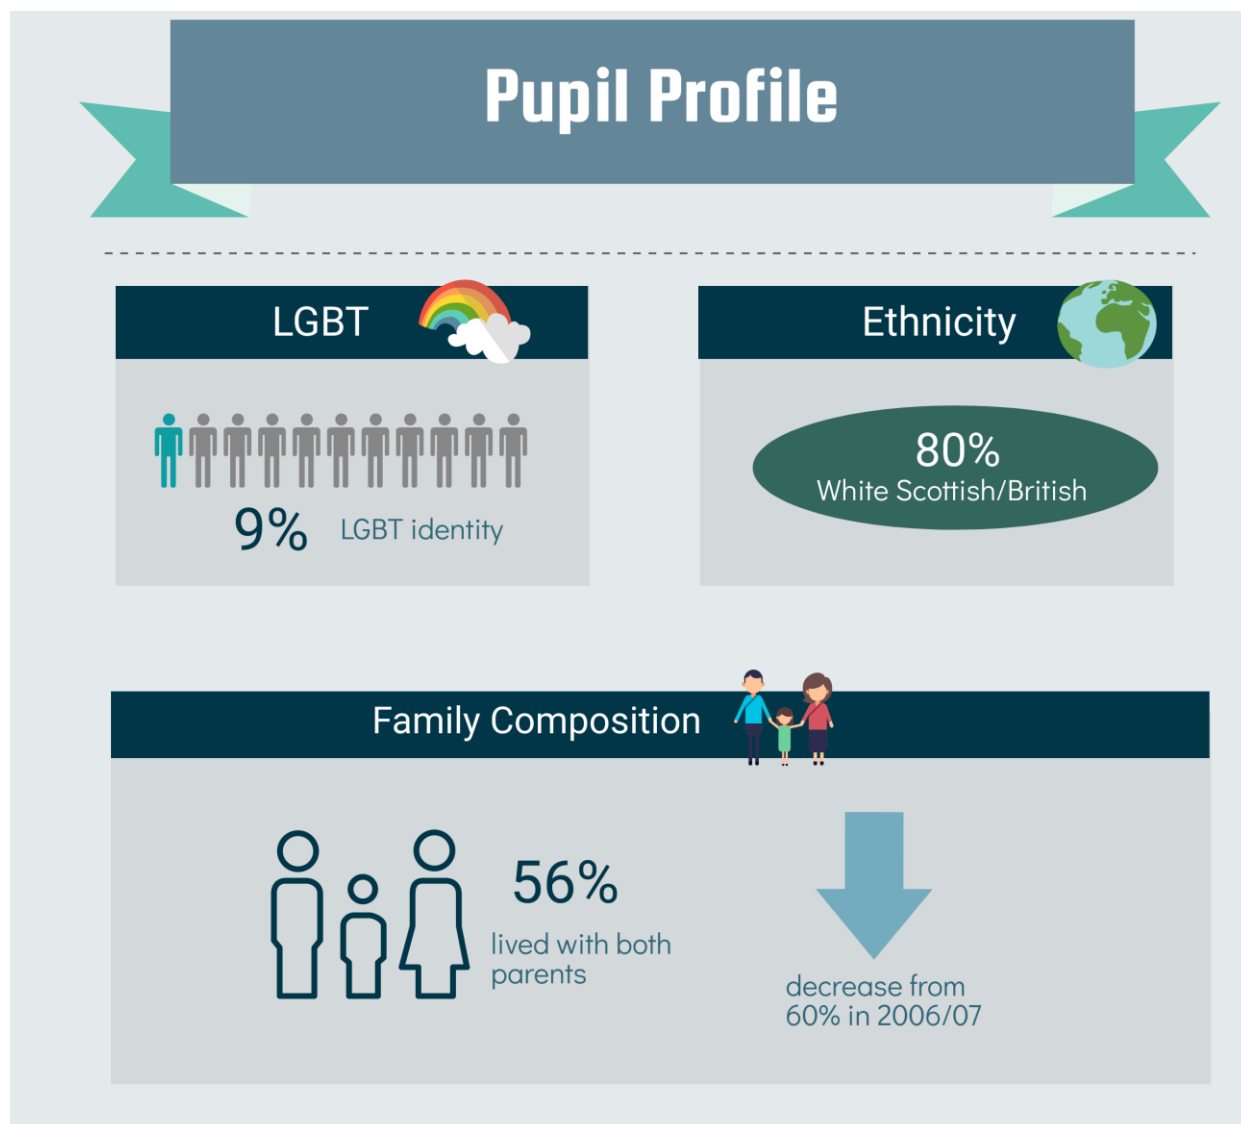 Pupil Profile
LGBT
9% LGBT identity
Ethnicity
80%
White Scottish/British
Family Composition
56%
lived with both
parents
decrease from
60% in 2006/07